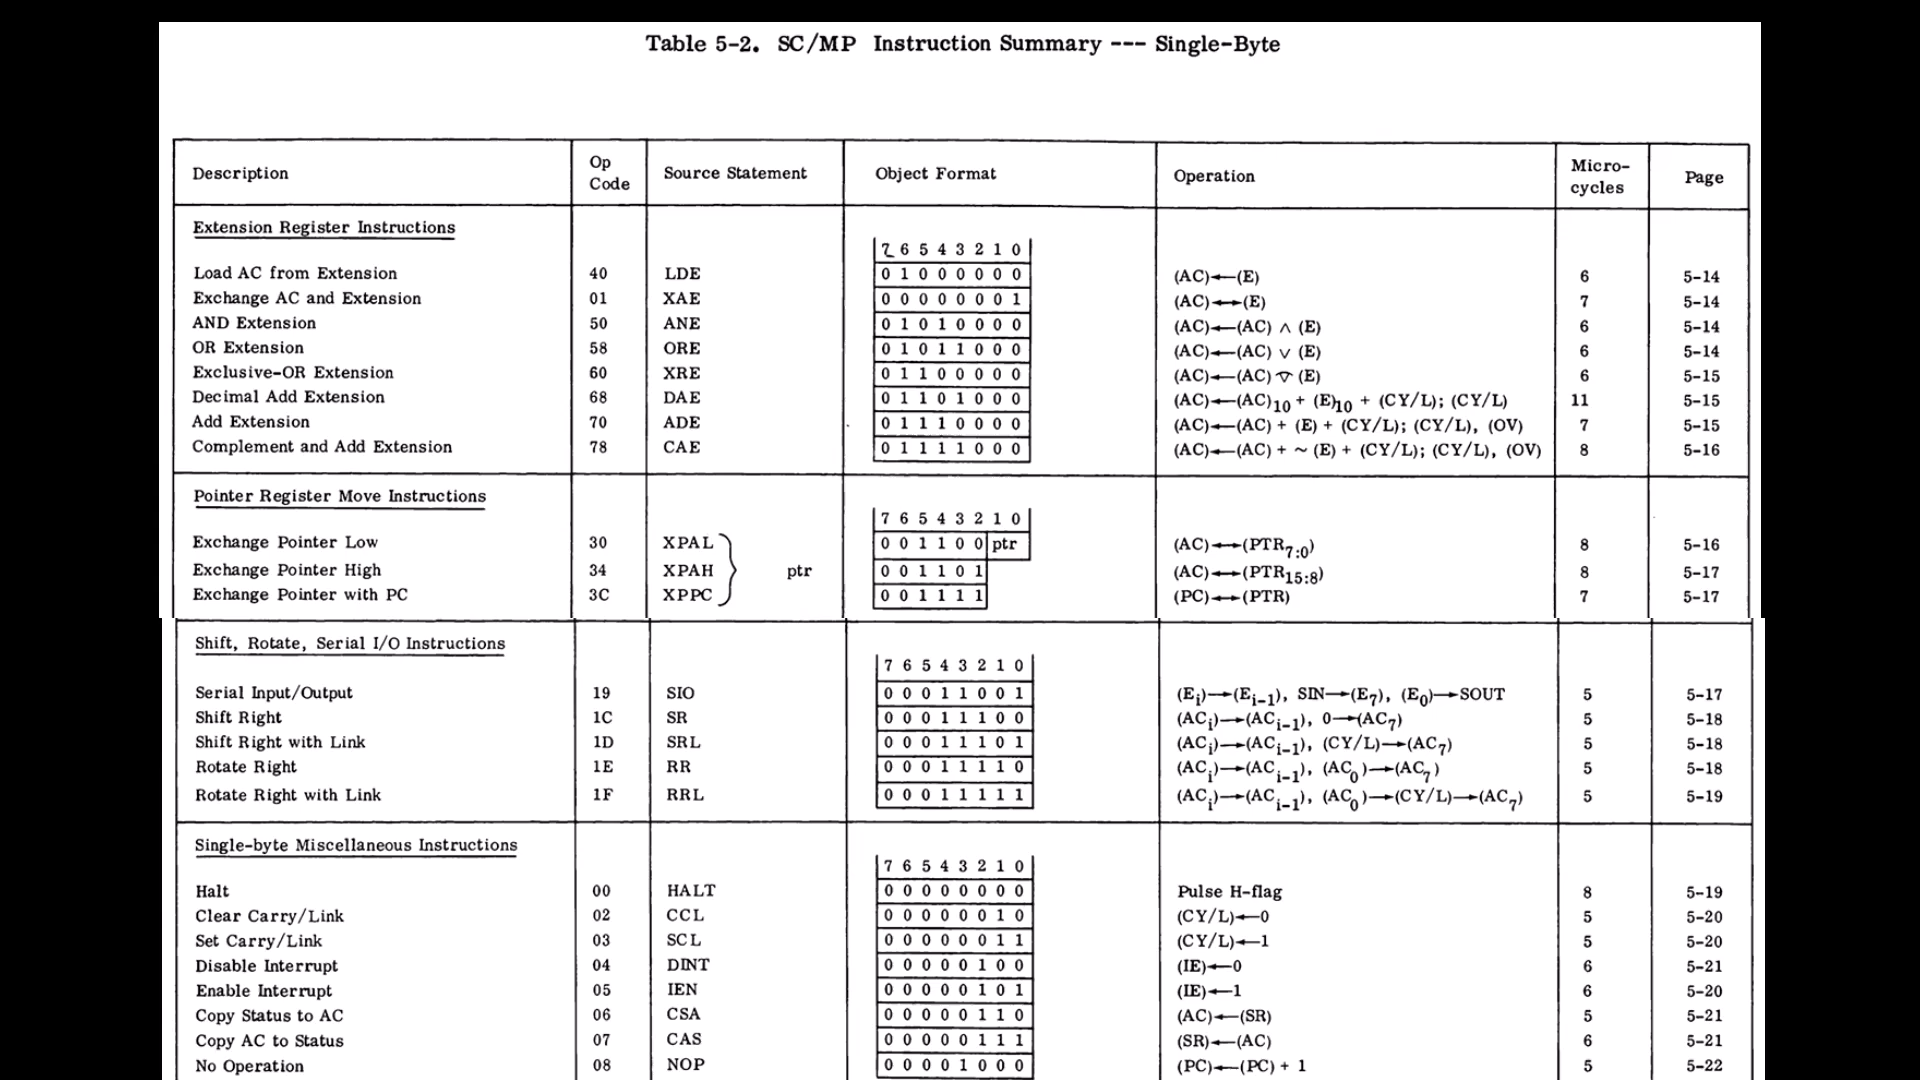 Table 5-2. SC/MP Instruction Summary --- Single-Byte
Description Op Code Source Statement Object Format Operation Micro-cycles Page
Extension Register Instructions
7 6 5 4 3 2 1 0
Load AC from Extension 40 LDE 0 1 0 0 0 0 0 0 (AC)←(E) 6 5-14
Exchange AC and Extension 01 XAE 0 0 0 0 0 0 0 1 (AC)↔(E) 7 5-14
AND Extension 50 ANE 0 1 0 1 0 0 0 0 (AC)←(AC) ∧ (E) 6 5-14
OR Extension 58 ORE 0 1 0 1 1 0 0 0 (AC)←(AC) ∨ (E) 6 5-14
Exclusive-OR Extension 60 XRE 0 1 1 0 0 0 0 0 (AC)←(AC) ⊽ (E) 6 5-15
Decimal Add Extension 68 DAE 0 1 1 0 1 0 0 0 (AC)←(AC)10 + (E)10 + (CY/L); (CY/L) 11 5-15
Add Extension 70 ADE 0 1 1 1 0 0 0 0 (AC)←(AC) + (E) + (CY/L); (CY/L), (OV) 7 5-15
Complement and Add Extension 78 CAE 0 1 1 1 1 0 0 0 (AC)←(AC) + ~ (E) + (CY/L); (CY/L), (OV) 8 5-16
Pointer Register Move Instructions
7 6 5 4 3 2 1 0
Exchange Pointer Low 30 XPAL 0 0 1 1 0 0 ptr (AC)↔(PTR7:0) 8 5-16
Exchange Pointer High 34 XPAH ptr 0 0 1 1 0 1 (AC)↔(PTR15:8) 8 5-17
Exchange Pointer with PC 3C XPPC 0 0 1 1 1 1 (PC)↔(PTR) 7 5-17
Shift, Rotate, Serial I/O Instructions
7 6 5 4 3 2 1 0
Serial Input/Output 19 SIO 0 0 0 1 1 0 0 1 (Ei)→(Ei-1), SIN→(E7), (E0)→SOUT 5 5-17
Shift Right 1C SR 0 0 0 1 1 1 0 0 (ACi)→(ACi-1), 0→(AC7) 5 5-18
Shift Right with Link 1D SRL 0 0 0 1 1 1 0 1 (ACi)→(ACi-1), (CY/L)→(AC7) 5 5-18
Rotate Right 1E RR 0 0 0 1 1 1 1 0 (ACi)→(ACi-1), (AC0)→(AC7) 5 5-18
Rotate Right with Link 1F RRL 0 0 0 1 1 1 1 1 (ACi)→(ACi-1), (AC0)→(CY/L)→(AC7) 5 5-19
Single-byte Miscellaneous Instructions
7 6 5 4 3 2 1 0
Halt 00 HALT 0 0 0 0 0 0 0 0 Pulse H-flag 8 5-19
Clear Carry/Link 02 CCL 0 0 0 0 0 0 1 0 (CY/L)←0 5 5-20
Set Carry/Link 03 SCL 0 0 0 0 0 0 1 1 (CY/L)←1 5 5-20
Disable Interrupt 04 DINT 0 0 0 0 0 1 0 0 (IE)←0 6 5-21
Enable Interrupt 05 IEN 0 0 0 0 0 1 0 1 (IE)←1 6 5-20
Copy Status to AC 06 CSA 0 0 0 0 0 1 1 0 (AC)←(SR) 5 5-21
Copy AC to Status 07 CAS 0 0 0 0 0 1 1 1 (SR)←(AC) 6 5-21
No Operation 08 NOP 0 0 0 0 1 0 0 0 (PC)←(PC) + 1 5 5-22